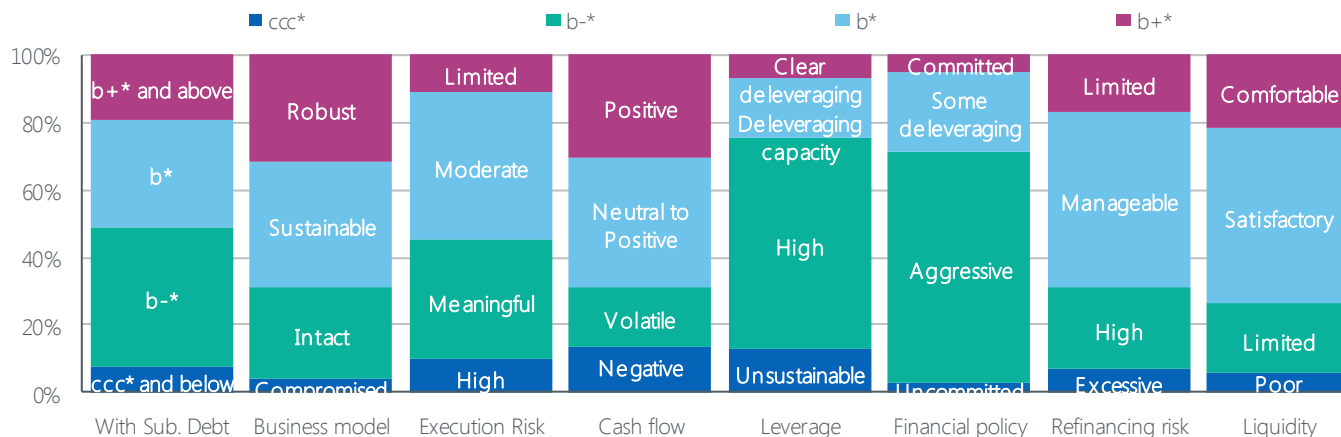 ccc* b-* b* b+*
100%
80%
60%
40%
20%
0%
b+* and above
b*
b-*
ccc* and below
Robust
Sustainable
Intact
Compromised
Limited
Moderate
Meaningful
High
Positive
Neutral to
Positive
Volatile
Negative
Clear
deleveraging
Deleveraging
capacity
High
Unsustainable
Committed
Some
deleveraging
Aggressive
Uncommitted
Limited
Manageable
High
Excessive
Comfortable
Satisfactory
Limited
Poor
With Sub. Debt Business model Execution Risk Cash flow Leverage Financial policy Refinancing risk Liquidity